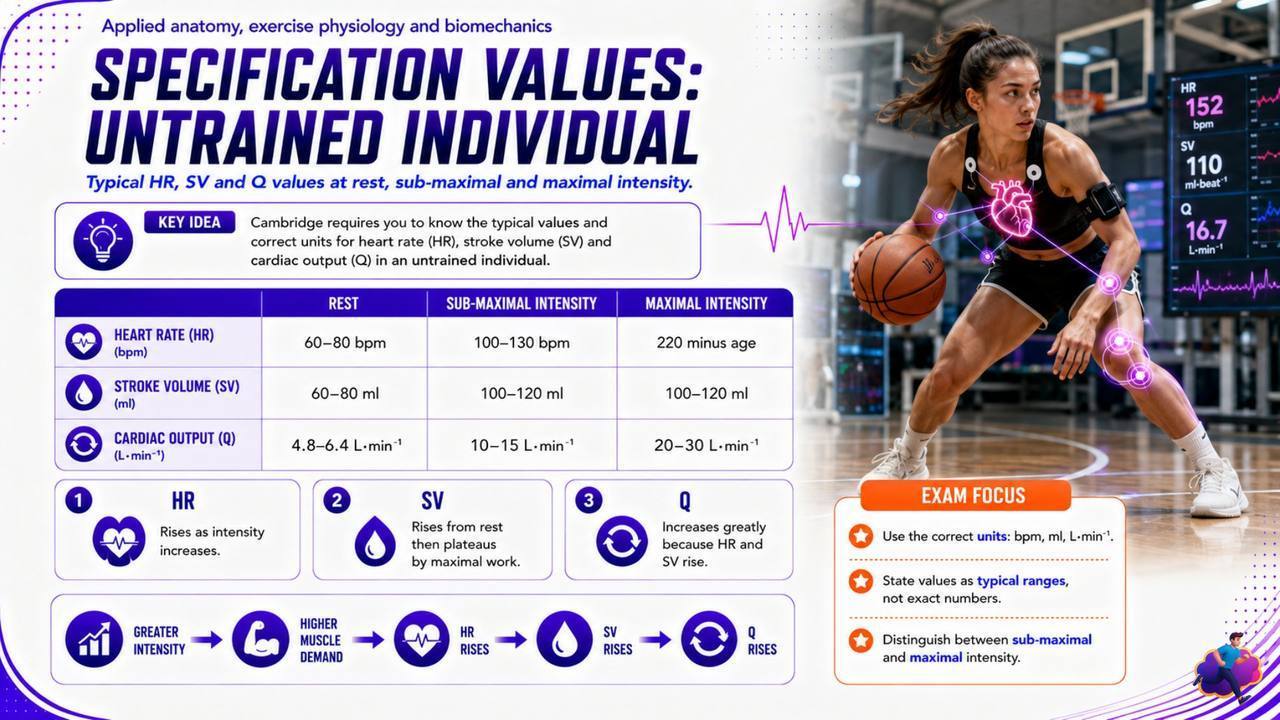 Applied anatomy, exercise physiology and biomechanics
SPECIFICATION VALUES:
UNTRAINED INDIVIDUAL
Typical HR, SV and Q values at rest, sub-maximal and maximal intensity.
KEY IDEA
Cambridge requires you to know the typical values and
correct units for heart rate (HR), stroke volume (SV) and
cardiac output (Q) in an untrained individual.
REST
SUB-MAXIMAL INTENSITY
MAXIMAL INTENSITY
HEART RATE (HR)
(bpm)
60–80 bpm
100–130 bpm
220 minus age
STROKE VOLUME (SV)
(ml)
60–80 ml
100–120 ml
100–120 ml
CARDIAC OUTPUT (Q)
(L·min⁻¹)
4.8–6.4 L·min⁻¹
10–15 L·min⁻¹
20–30 L·min⁻¹
1
HR
Rises as intensity
increases.
2
SV
Rises from rest
then plateaus
by maximal work.
3
Q
Increases greatly
because HR and
SV rise.
GREATER
INTENSITY
HIGHER
MUSCLE
DEMAND
HR
RISES
SV
RISES
Q
RISES
HR
152
bpm
SV
110
ml·beat⁻¹
Q
16.7
L·min⁻¹
EXAM FOCUS
Use the correct units: bpm, ml, L·min⁻¹.
State values as typical ranges,
not exact numbers.
Distinguish between sub-maximal
and maximal intensity.